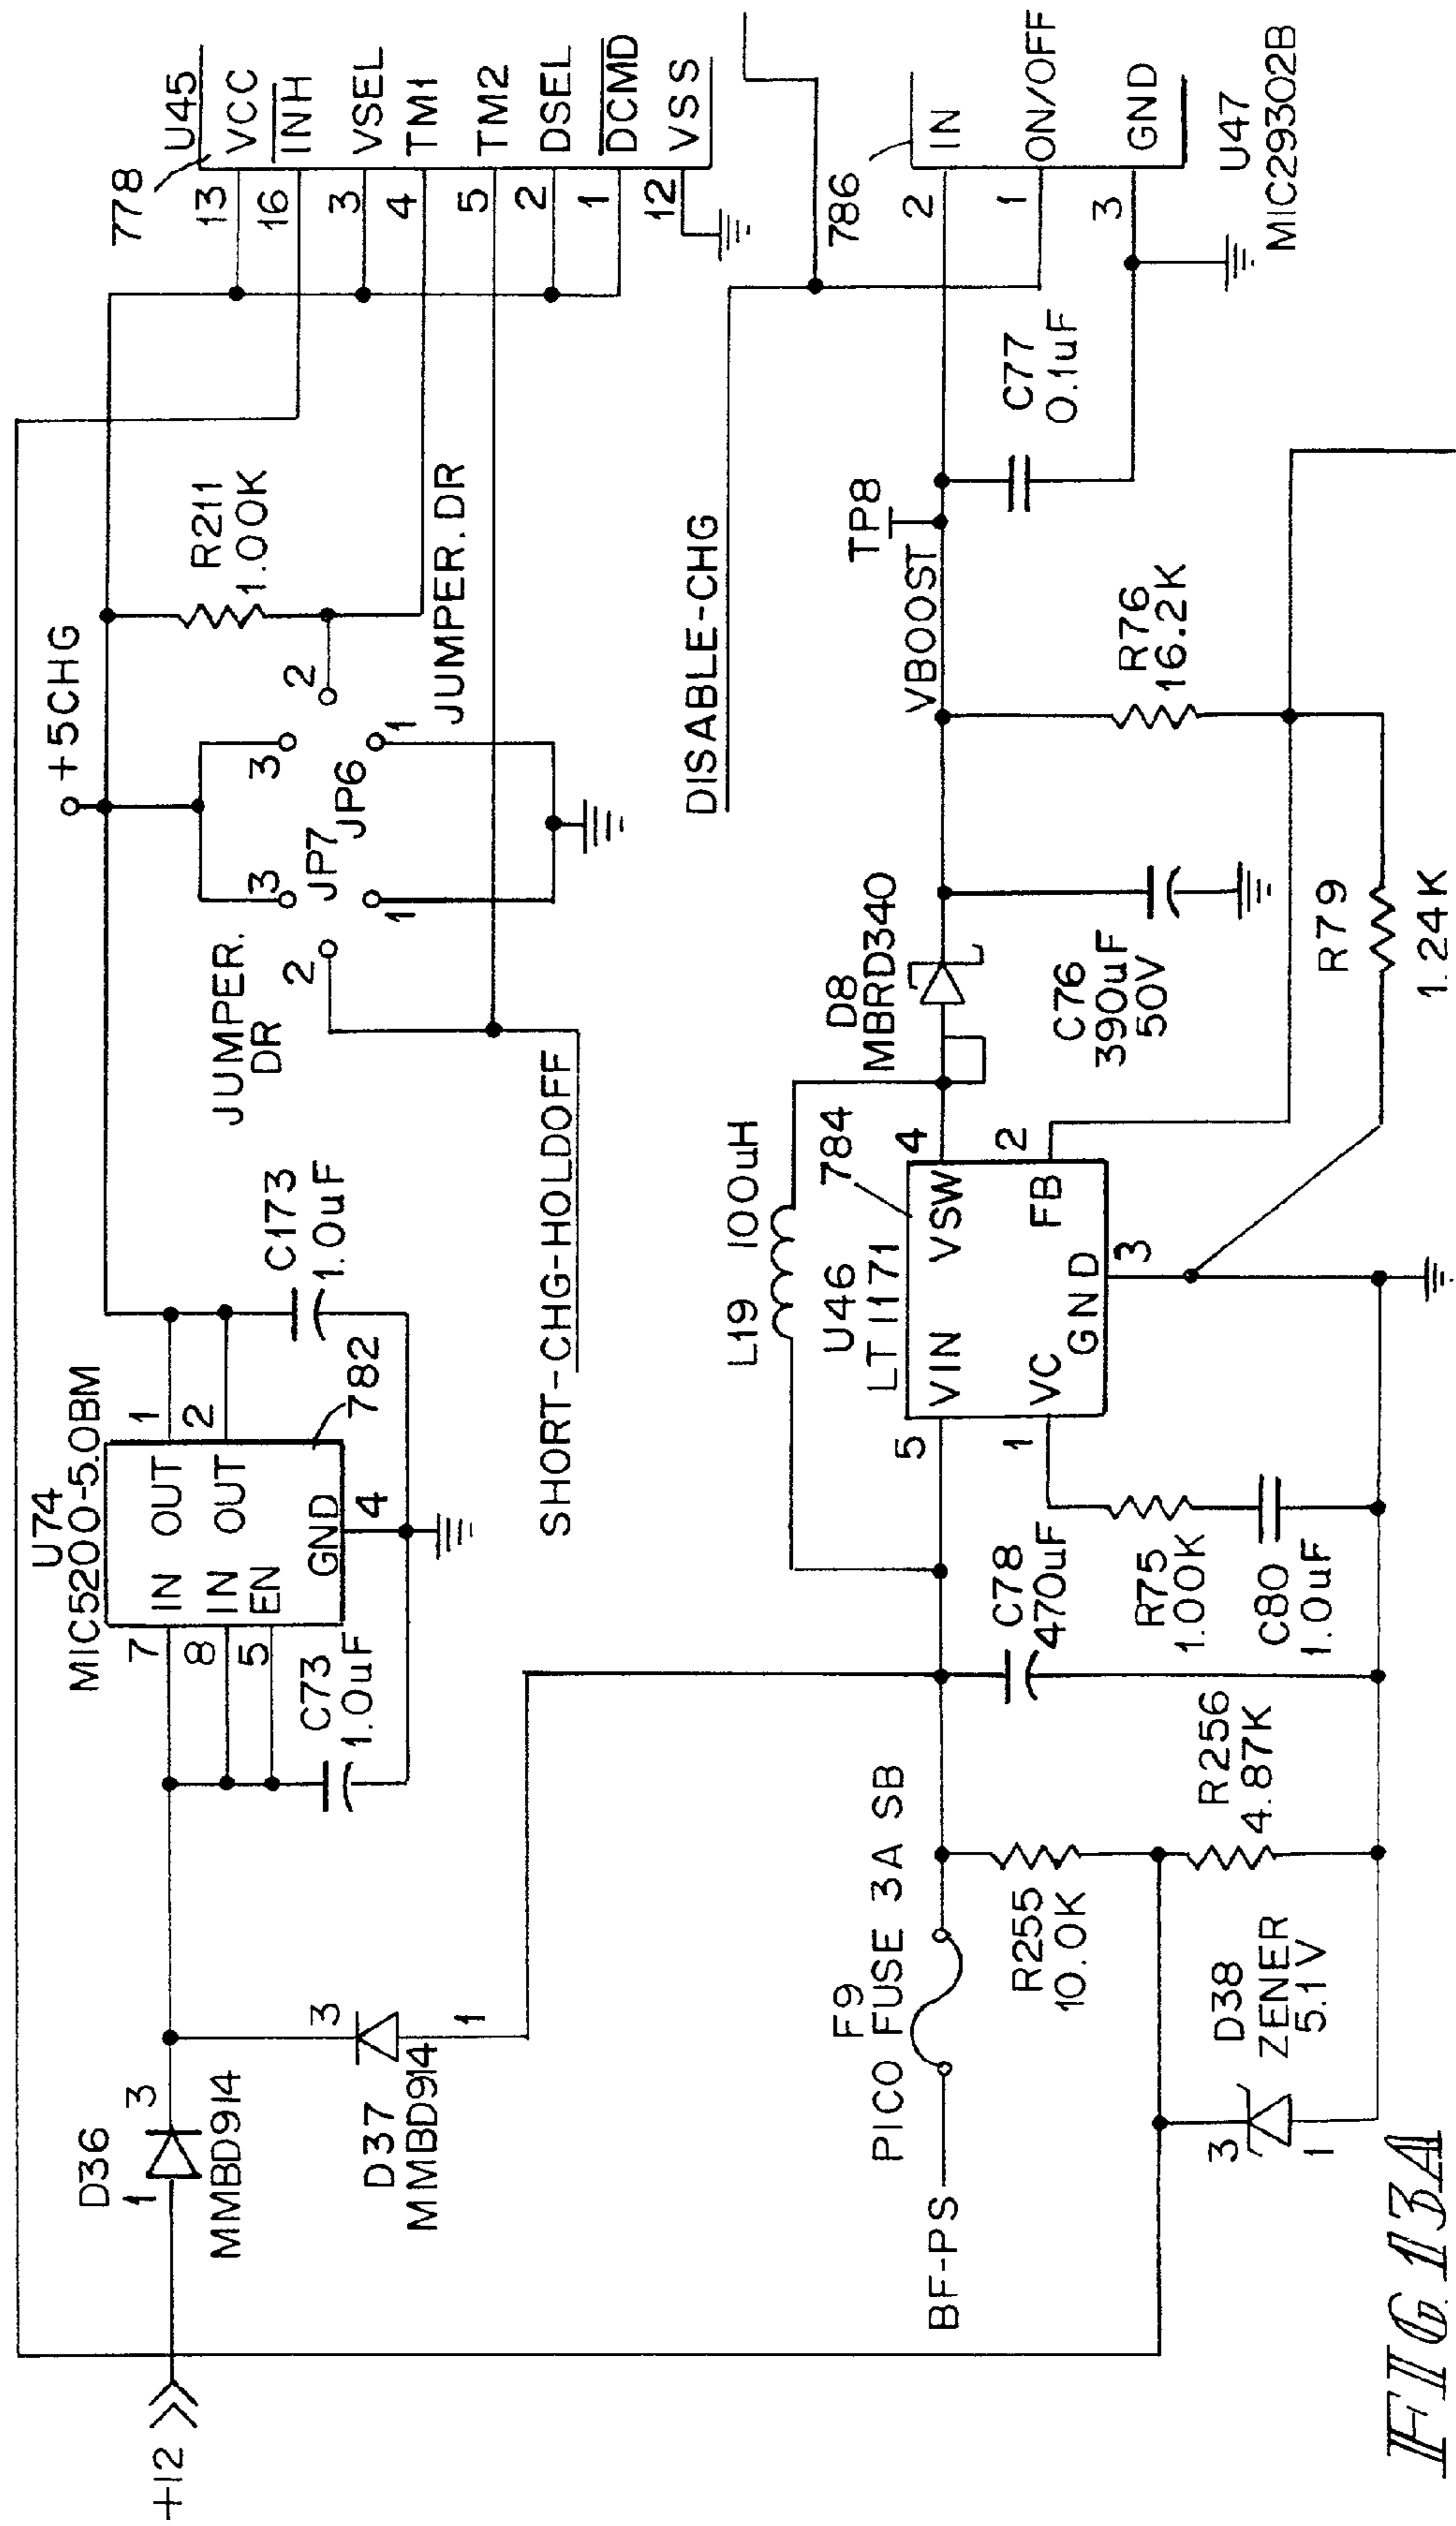 +12
D36
1
3
MMBD914
D37
MMBD914
3
1
U74
MIC5200-5.0BM
7
8
5
IN OUT
IN OUT
EN
GND
1
2
4
782
C73
1.0uF
C173
1.0uF
+5CHG
R211
1.00K
JUMPER.
DR
2
3
JP7
1
3
JP6
1
2
JUMPER.DR
SHORT-CHG-HOLDOFF
778
U45
13
VCC
16
INH
3
VSEL
4
TM1
5
TM2
2
DSEL
1
DCMD
12
VSS
BF-PS
F9
PICO FUSE 3A SB
R255
10.0K
R256
4.87K
D38
ZENER
5.1V
3
1
C78
470uF
R75
1.00K
C80
1.0uF
L19 100uH
U46
LT1171
784
5
VIN VSW
4
1
VC
FB
2
GND
3
D8
MBRD340
C76
390uF
50V
VBOOST
TP8
R76
16.2K
R79
1.24K
C77
0.1uF
DISABLE-CHG
786
2
IN
1
ON/OFF
3
GND
U47
MIC29302B
FIG. 13A